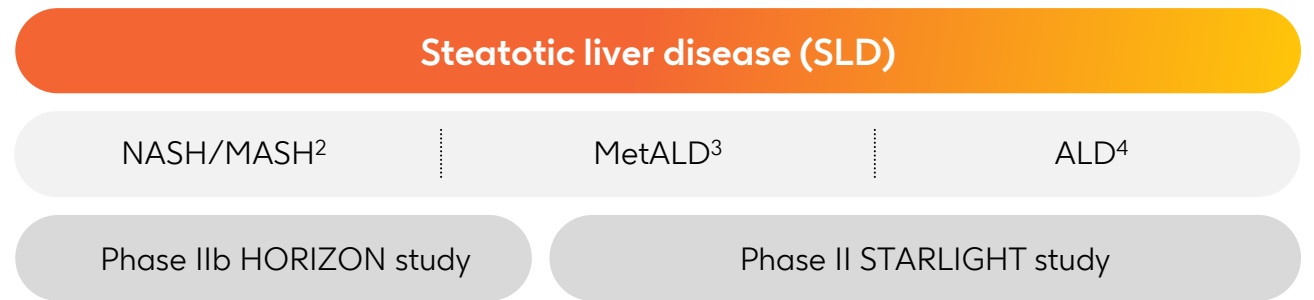 Steatotic liver disease (SLD)
NASH/MASH² MetALD³ ALD⁴
Phase IIb HORIZON study Phase II STARLIGHT study